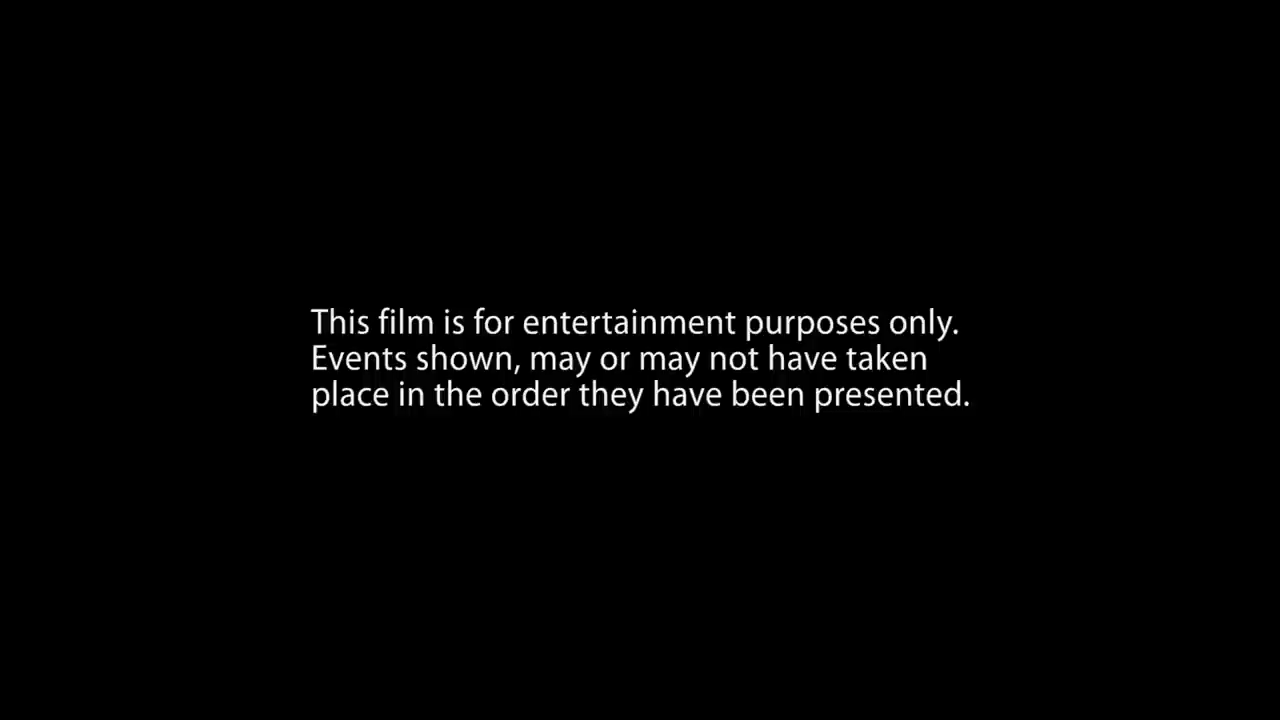 This film is for entertainment purposes only.
Events shown, may or may not have taken
place in the order they have been presented.